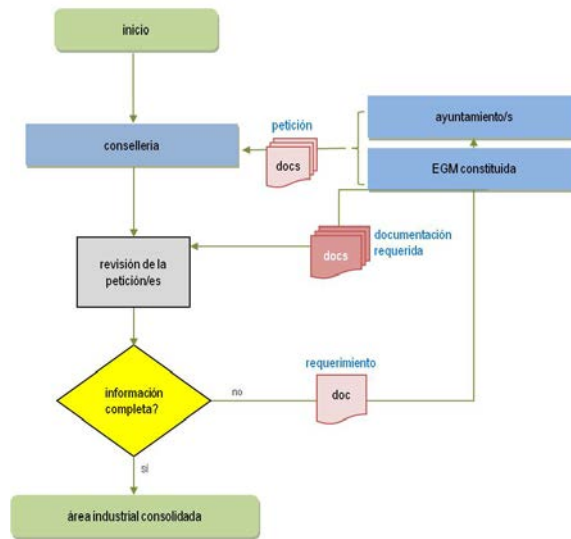 inicio
petición
ayuntamiento/s
conselleria
docs
EGM constituida
documentación
requerida
docs
revisión de la
petición/es
requerimiento
información
completa?
no
doc
sí
área industrial consolidada